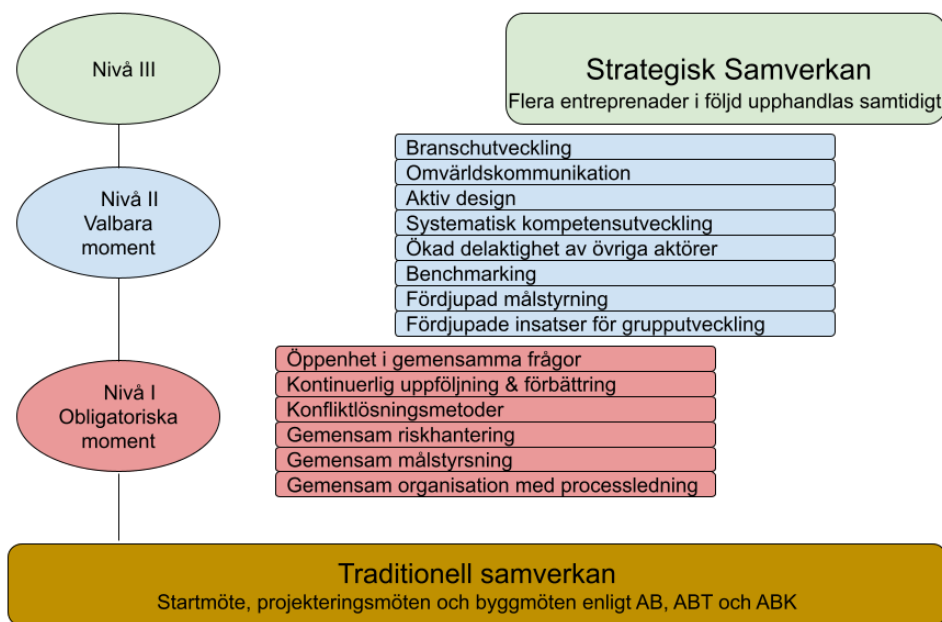 Nivå III
Strategisk Samverkan
Flera entreprenader i följd upphandlas samtidigt
Nivå II
Valbara
moment
Branschutveckling
Omvärldskommunikation
Aktiv design
Systematisk kompetensutveckling
Ökad delaktighet av övriga aktörer
Benchmarking
Fördjupad målstyrning
Fördjupade insatser för grupputveckling
Nivå I
Obligatoriska
moment
Öppenhet i gemensamma frågor
Kontinuerlig uppföljning & förbättring
Konfliktlösningsmetoder
Gemensam riskhantering
Gemensam målstyrsning
Gemensam organisation med processledning
Traditionell samverkan
Startmöte, projekteringsmöten och byggmöten enligt AB, ABT och ABK